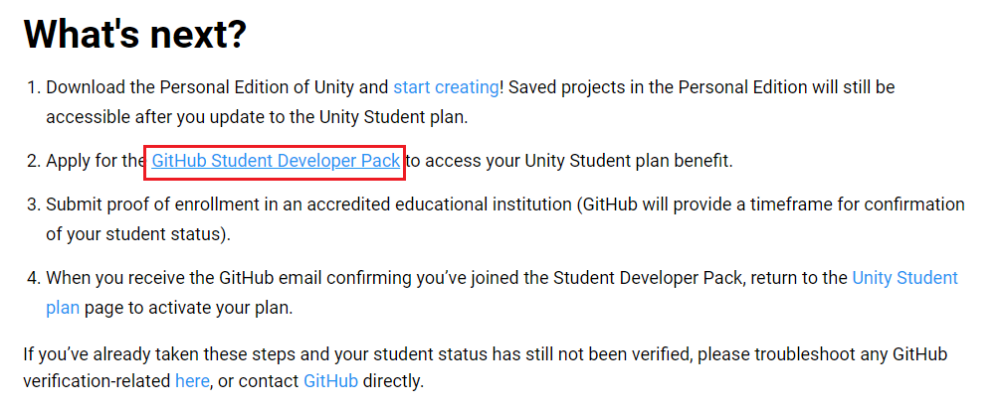 What's next?
1. Download the Personal Edition of Unity and start creating! Saved projects in the Personal Edition will still be
accessible after you update to the Unity Student plan.
2. Apply for the GitHub Student Developer Pack to access your Unity Student plan benefit.
3. Submit proof of enrollment in an accredited educational institution (GitHub will provide a timeframe for confirmation
of your student status).
4. When you receive the GitHub email confirming you’ve joined the Student Developer Pack, return to the Unity Student
plan page to activate your plan.
If you’ve already taken these steps and your student status has still not been verified, please troubleshoot any GitHub
verification-related here, or contact GitHub directly.